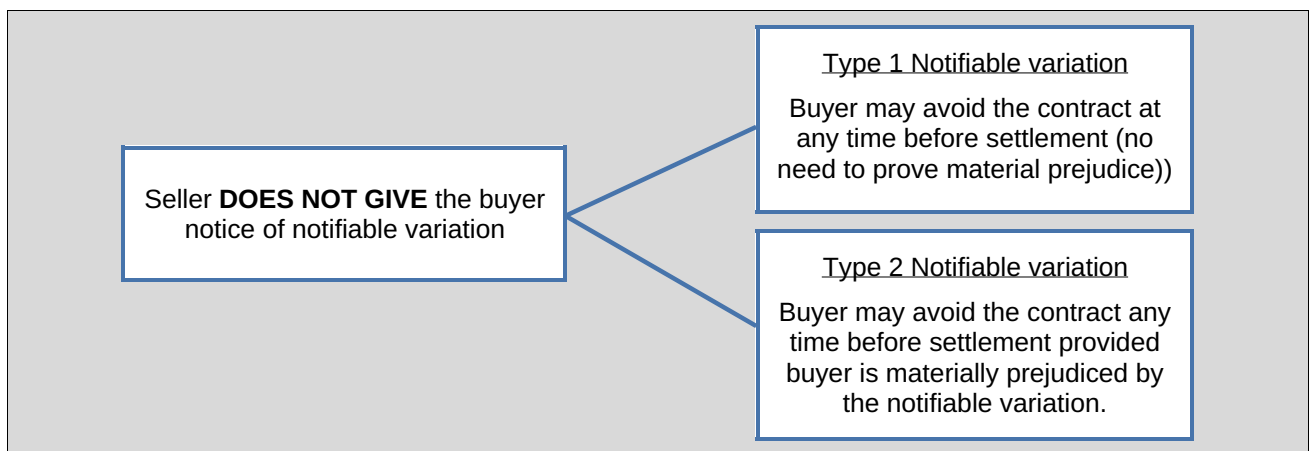 Seller DOES NOT GIVE the buyer
notice of notifiable variation
Type 1 Notifiable variation
Buyer may avoid the contract at
any time before settlement (no
need to prove material prejudice))
Type 2 Notifiable variation
Buyer may avoid the contract any
time before settlement provided
buyer is materially prejudiced by
the notifiable variation.